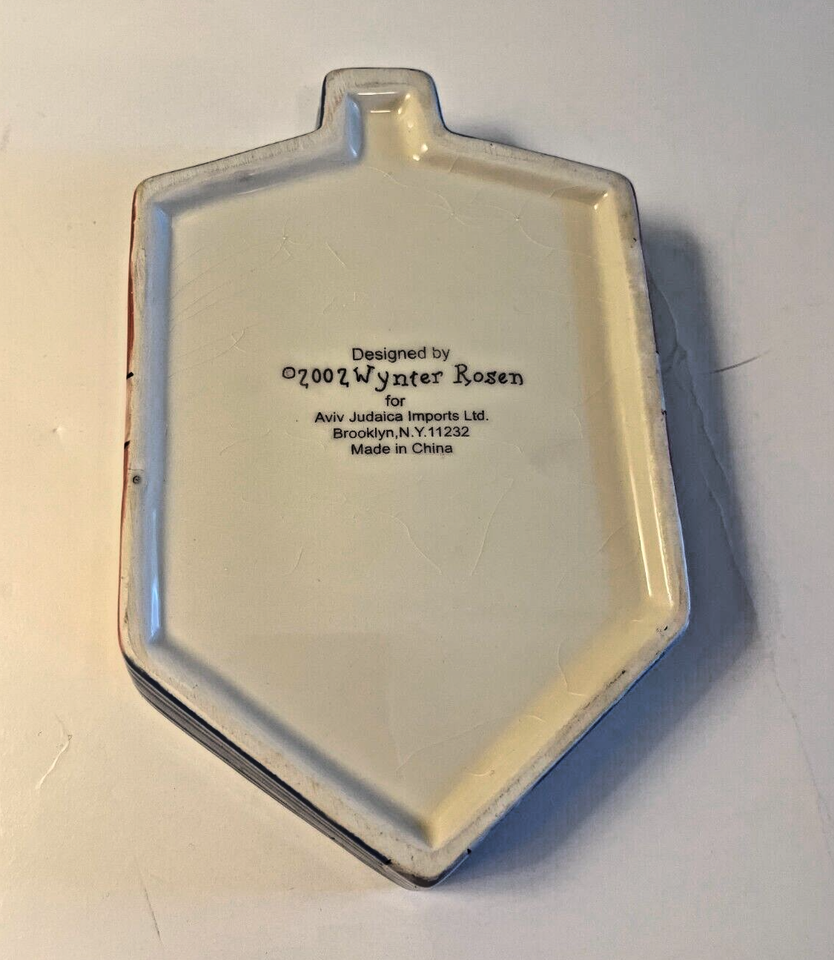 Designed by
©2002 Wynter Rosen
for
Aviv Judaica Imports Ltd.
Brooklyn,N.Y.11232
Made in China